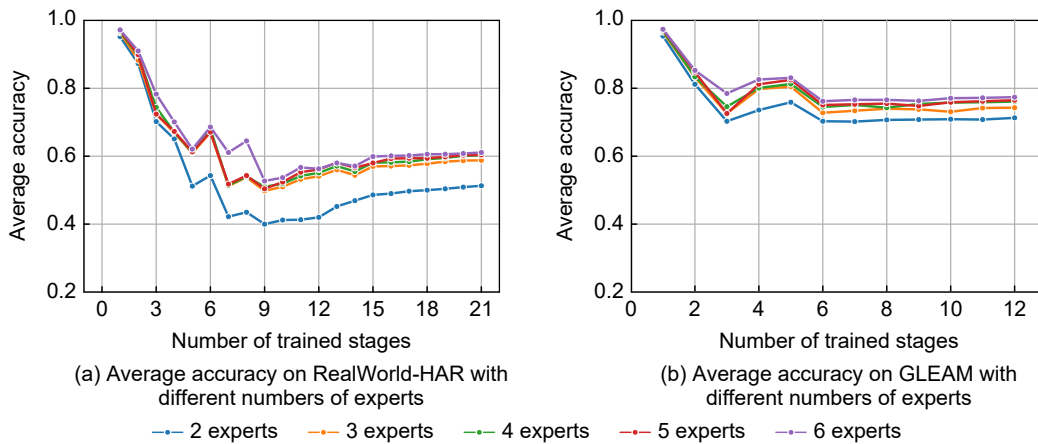 1.0
0.8
0.6
0.4
0.2
Average accuracy
0 3 6 9 12 15 18 21
Number of trained stages
(a) Average accuracy on RealWorld-HAR with
different numbers of experts
1.0
0.8
0.6
0.4
0.2
Average accuracy
0 2 4 6 8 10 12
Number of trained stages
(b) Average accuracy on GLEAM with
different numbers of experts
2 experts 3 experts 4 experts 5 experts 6 experts